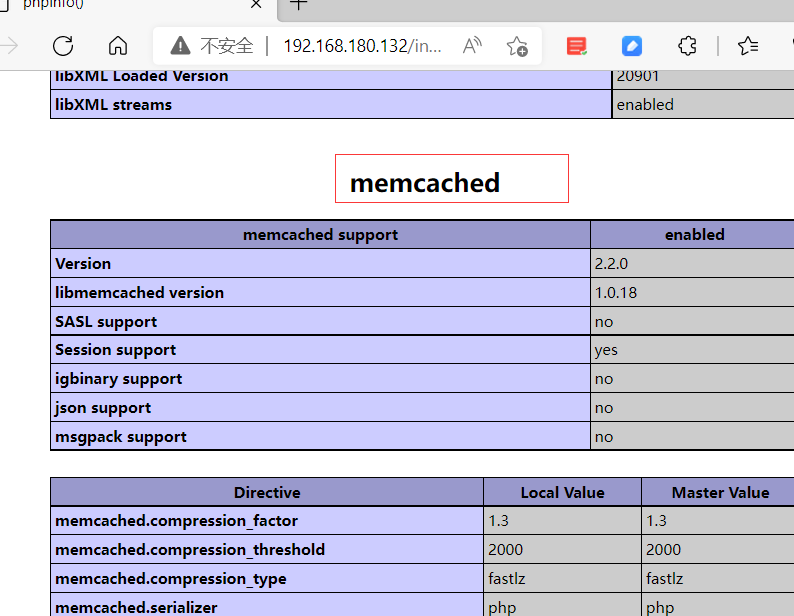 phpinfo()
不安全 192.168.180.132/in...
libXML Loaded Version 20901
libXML streams enabled
memcached
memcached support enabled
Version 2.2.0
libmemcached version 1.0.18
SASL support no
Session support yes
igbinary support no
json support no
msgpack support no
Directive Local Value Master Value
memcached.compression_factor 1.3 1.3
memcached.compression_threshold 2000 2000
memcached.compression_type fastlz fastlz
memcached.serializer php php